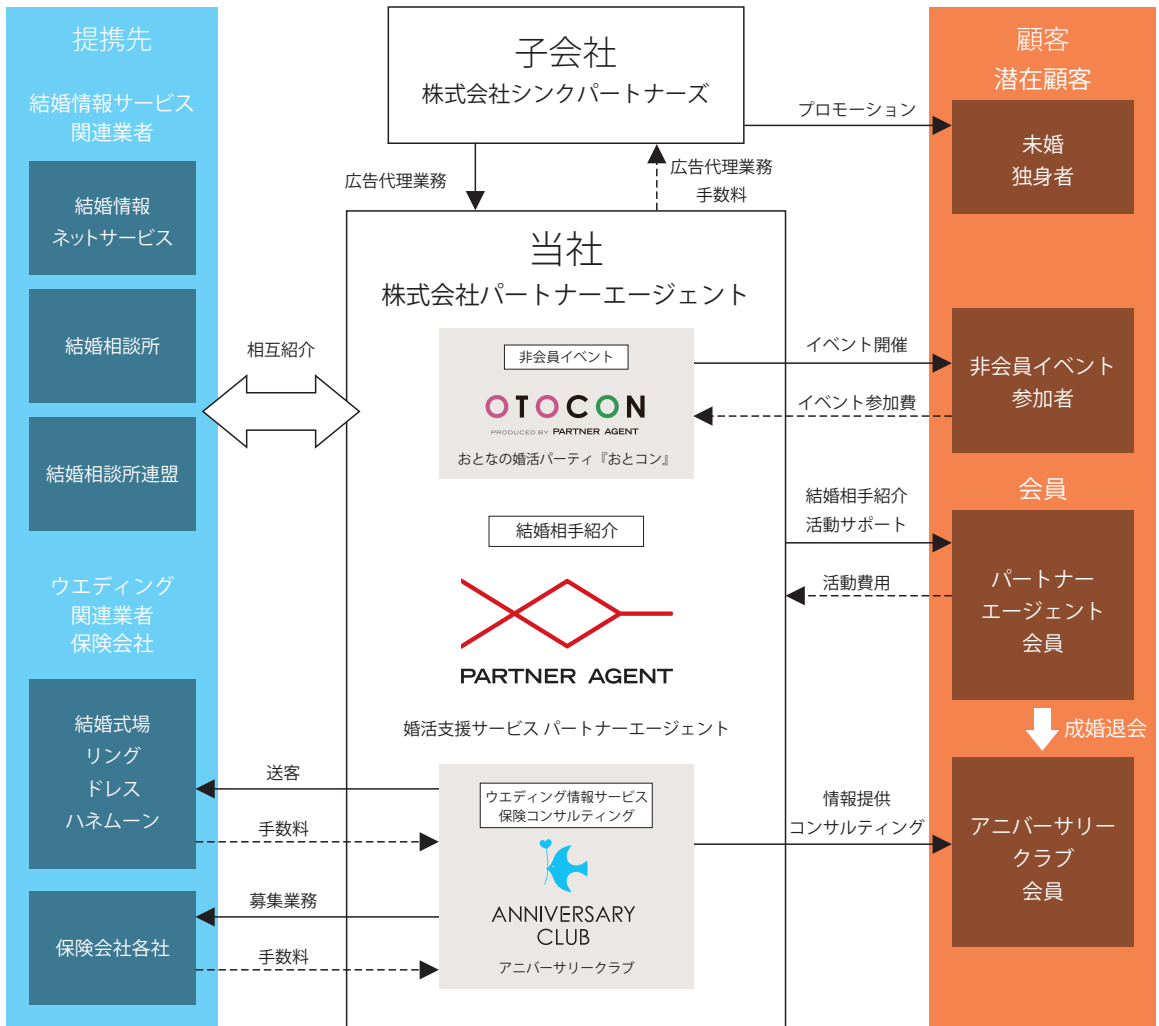 提携先
結婚情報サービス
関連業者
結婚情報
ネットサービス
結婚相談所
結婚相談所連盟
ウエディング
関連業者
保険会社
結婚式場
リング
ドレス
ハネムーン
保険会社各社
相互紹介
送客
手数料
募集業務
手数料
子会社
株式会社シンクパートナーズ
広告代理業務
広告代理業務
手数料
当社
株式会社パートナーエージェント
非会員イベント
OTOCON
PRODUCED BY PARTNER AGENT
おとなの婚活パーティ『おとコン』
結婚相手紹介
PARTNER AGENT
婚活支援サービス パートナーエージェント
ウエディング情報サービス
保険コンサルティング
ANNIVERSARY
CLUB
アニバーサリークラブ
プロモーション
イベント開催
イベント参加費
結婚相手紹介
活動サポート
活動費用
情報提供
コンサルティング
顧客
潜在顧客
未婚
独身者
非会員イベント
参加者
会員
パートナー
エージェント
会員
成婚退会
アニバーサリー
クラブ
会員